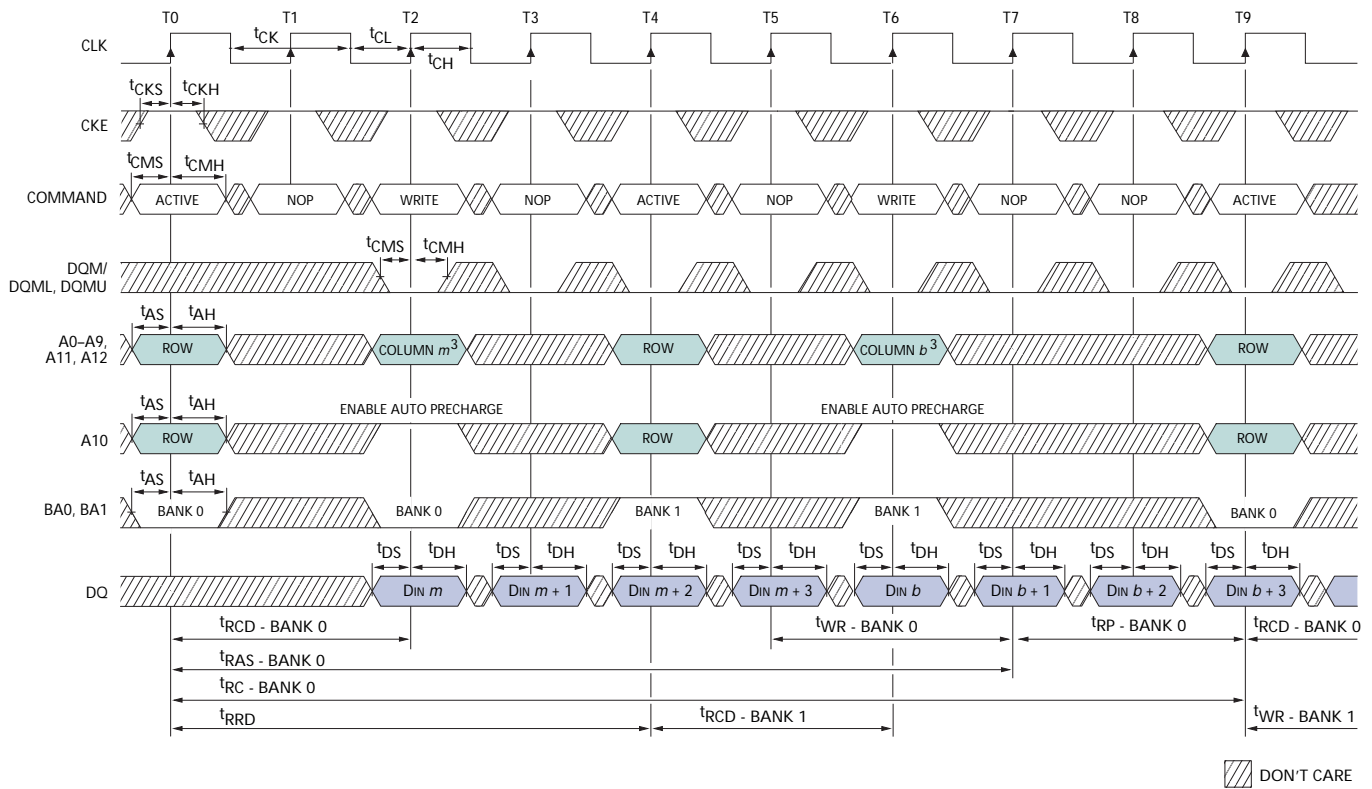 T0 T1 T2 T3 T4 T5 T6 T7 T8 T9
CLK
tCK tCL
tCH
tCKS tCKH
CKE
tCMS tCMH
COMMAND ACTIVE NOP WRITE NOP ACTIVE NOP WRITE NOP NOP ACTIVE
tCMS tCMH
DQM/
DQML, DQMU
tAS tAH
A0–A9,
A11, A12
ROW COLUMN m3 ROW COLUMN b3 ROW
tAS tAH
ENABLE AUTO PRECHARGE ENABLE AUTO PRECHARGE
A10 ROW ROW ROW
tAS tAH
BA0, BA1 BANK 0 BANK 0 BANK 1 BANK 1 BANK 0
tDS tDH tDS tDH tDS tDH tDS tDH tDS tDH tDS tDH tDS tDH tDS tDH
DQ DIN m DIN m + 1 DIN m + 2 DIN m + 3 DIN b DIN b + 1 DIN b + 2 DIN b + 3
tRCD - BANK 0 tWR - BANK 0 tRP - BANK 0 tRCD - BANK 0
tRAS - BANK 0
tRC - BANK 0
tRRD tRCD - BANK 1 tWR - BANK 1
DON'T CARE